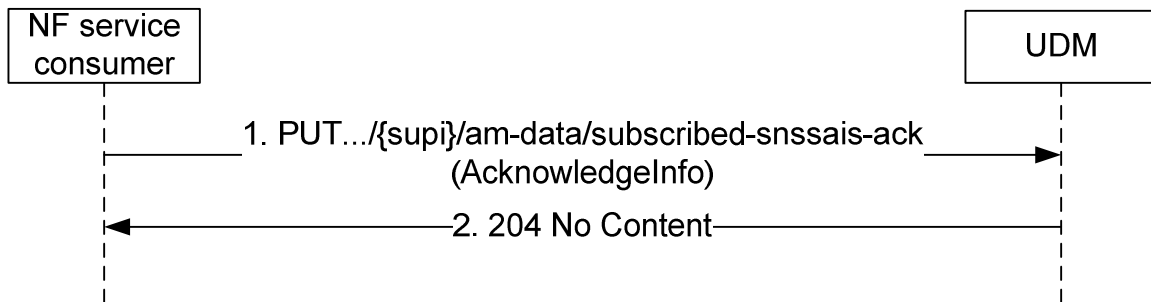 NF service
consumer
UDM
1. PUT.../{supi}/am-data/subscribed-snssais-ack
(AcknowledgeInfo)
2. 204 No Content